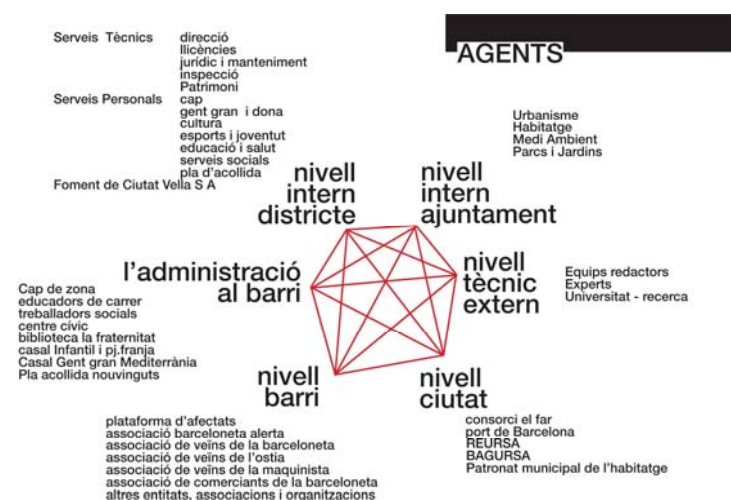 AGENTS
Serveis Tècnics direcció
llicències
jurídic i manteniment
inspecció
Patrimoni
Serveis Personals cap
gent gran i dona
cultura
esports i joventut
educació i salut
serveis socials
pla d'acollida
Foment de Ciutat Vella S A
Urbanisme
Habitatge
Medi Ambient
Parcs i Jardins
nivell
intern
districte
nivell
intern
ajuntament
l'administració
al barri
nivell
tècnic
extern
Equips redactors
Experts
Universitat - recerca
Cap de zona
educadors de carrer
treballadors socials
centre cívic
biblioteca la fraternitat
casal Infantil i pj.franja
Casal Gent gran Mediterrània
Pla acollida nouvinguts
nivell
barri
nivell
ciutat
plataforma d'afectats
associació barceloneta alerta
associació de veïns de la barceloneta
associació de veïns de l'ostia
associació de veïns de la maquinista
associació de comerciants de la barceloneta
altres entitats, associacions i organitzacions
consorci el far
port de Barcelona
REURSA
BAGURSA
Patronat municipal de l'habitatge